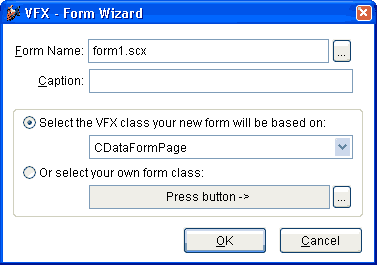 VFX - Form Wizard
Form Name: form1.scx ...
Caption:
Select the VFX class your new form will be based on:
CDataFormPage
Or select your own form class:
Press button -> ...
OK Cancel